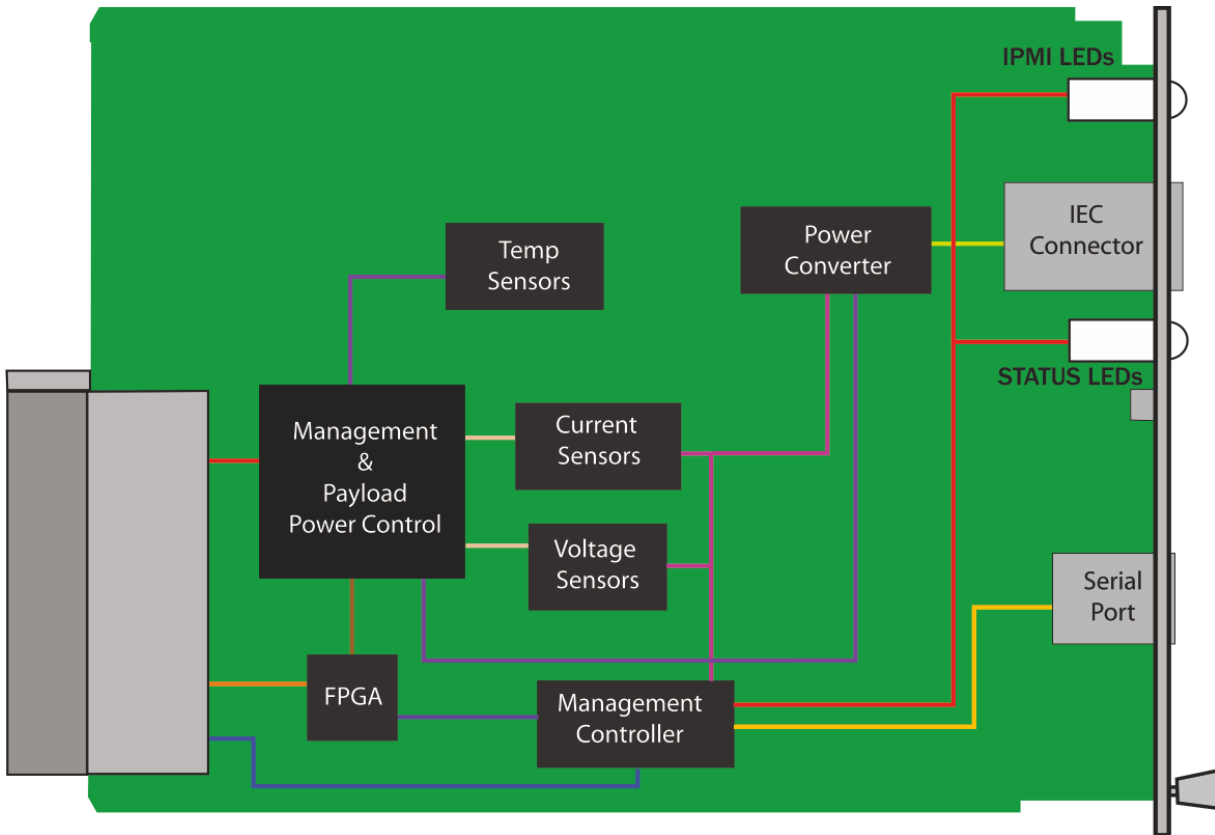 IPMI LEDs
IEC
Connector
Power
Converter
Temp
Sensors
STATUS LEDs
Management
&
Payload
Power Control
Current
Sensors
Voltage
Sensors
Serial
Port
FPGA
Management
Controller